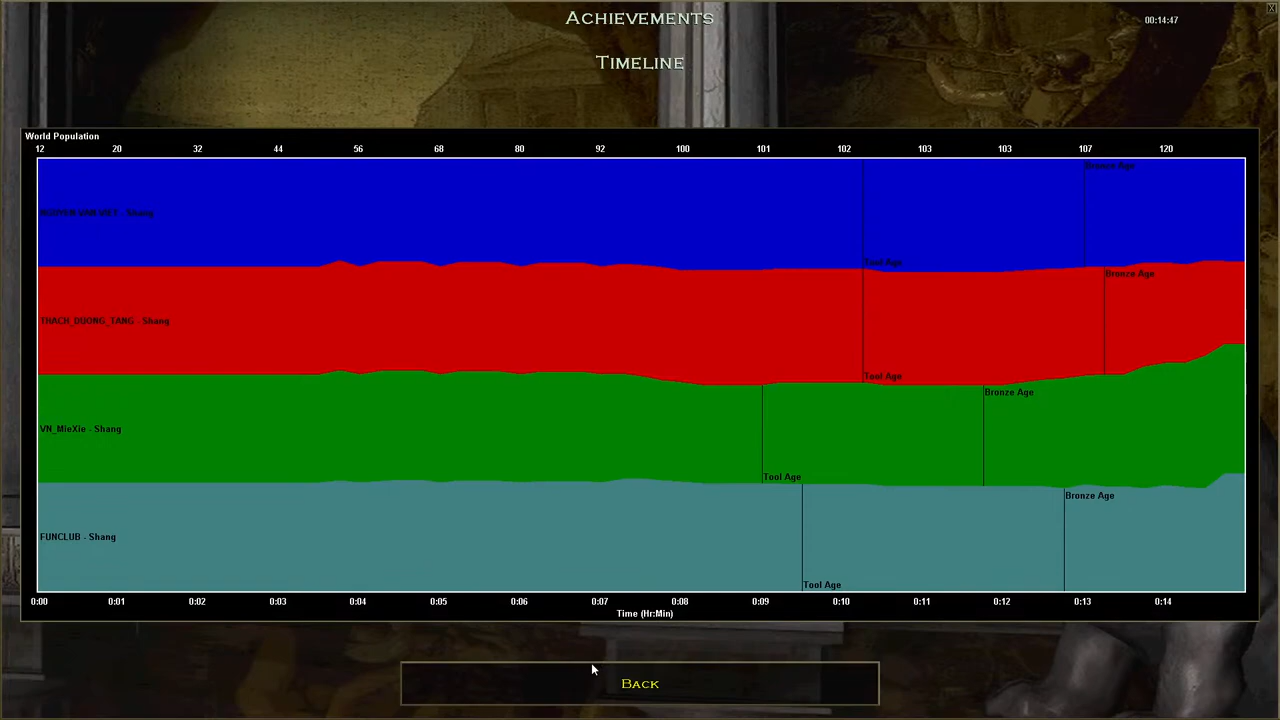 ACHIEVEMENTS
00:14:47
X
TIMELINE
World Population
12 20 32 44 56 68 80 92 100 101 102 103 103 107 120
Bronze Age
- Shang
Tool Age
Bronze Age
THACH_DUONG_TANG - Shang
Tool Age
Bronze Age
VN_MieXie - Shang
Tool Age
Bronze Age
FUNCLUB - Shang
Tool Age
0:00 0:01 0:02 0:03 0:04 0:05 0:06 0:07 0:08 0:09 0:10 0:11 0:12 0:13 0:14
Time (Hr:Min)
BACK